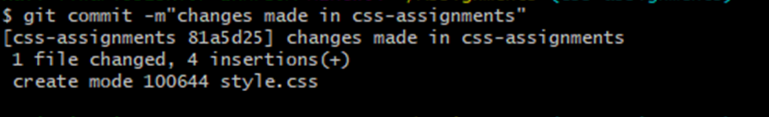 $ git commit -m"changes made in css-assignments"
[css-assignments 81a5d25] changes made in css-assignments
 1 file changed, 4 insertions(+)
 create mode 100644 style.css